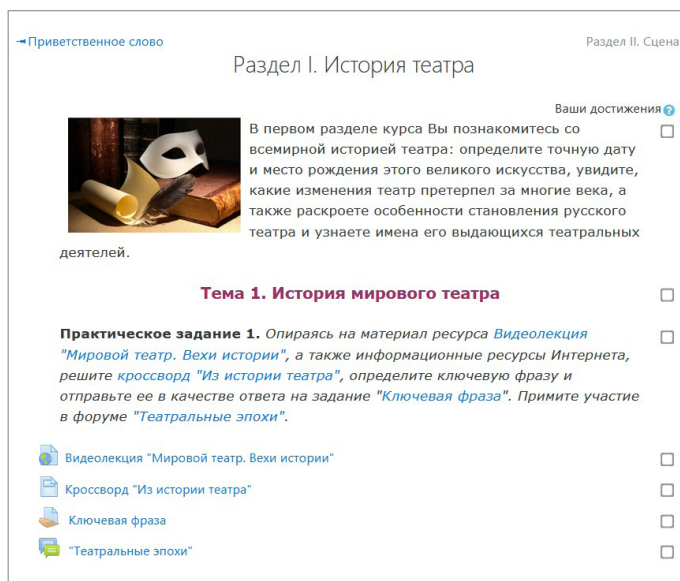 Приветственное слово
Раздел II. Сцена
Раздел I. История театра
Ваши достижения
В первом разделе курса Вы познакомитесь со
всемирной историей театра: определите точную дату
и место рождения этого великого искусства, увидите,
какие изменения театр претерпел за многие века, а
также раскроете особенности становления русского
театра и узнаете имена его выдающихся театральных
деятелей.
Тема 1. История мирового театра
Практическое задание 1. Опираясь на материал ресурса Видеолекция
"Мировой театр. Вехи истории", а также информационные ресурсы Интернета,
решите кроссворд "Из истории театра", определите ключевую фразу и
отправьте ее в качестве ответа на задание "Ключевая фраза". Примите участие
в форуме "Театральные эпохи".
Видеолекция "Мировой театр. Вехи истории"
Кроссворд "Из истории театра"
Ключевая фраза
"Театральные эпохи"